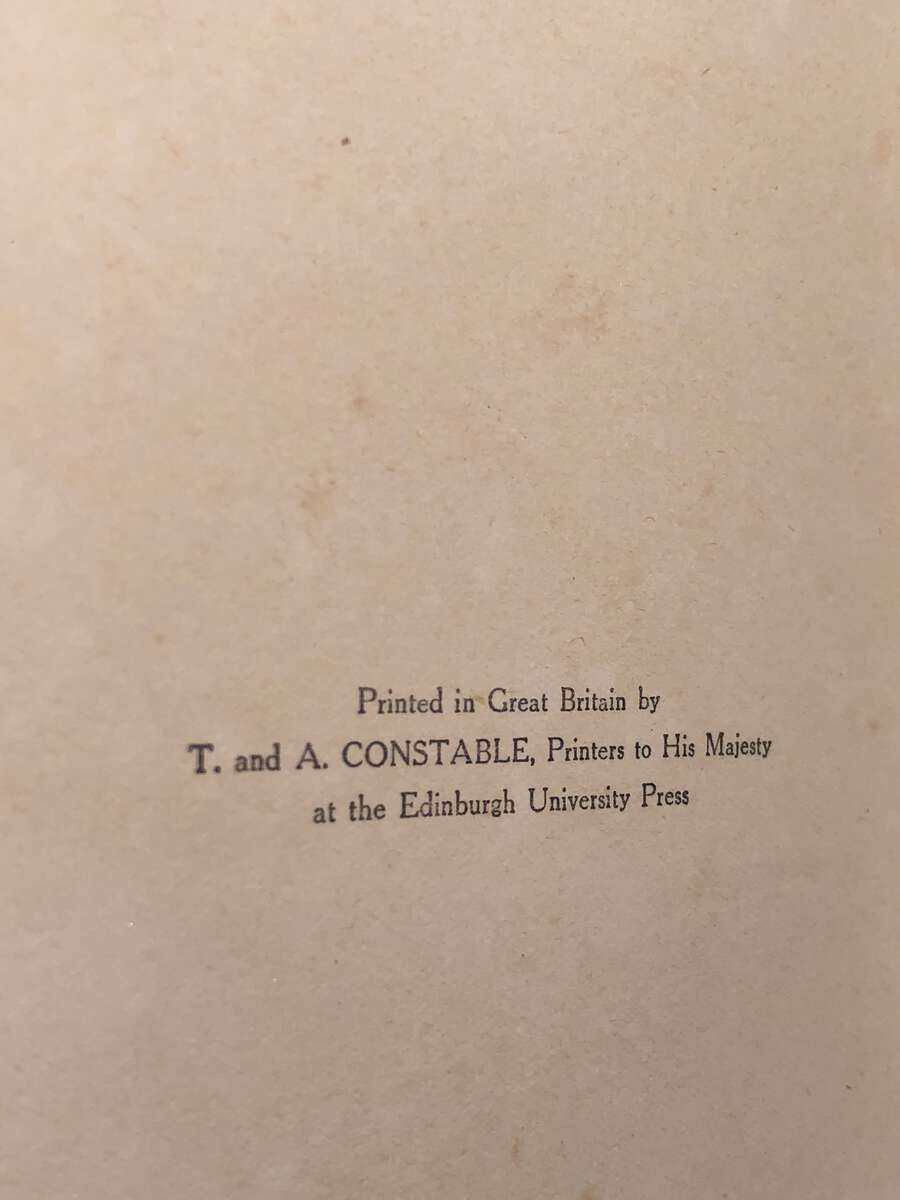 Printed in Great Britain by
T. and A. CONSTABLE, Printers to His Majesty
at the Edinburgh University Press